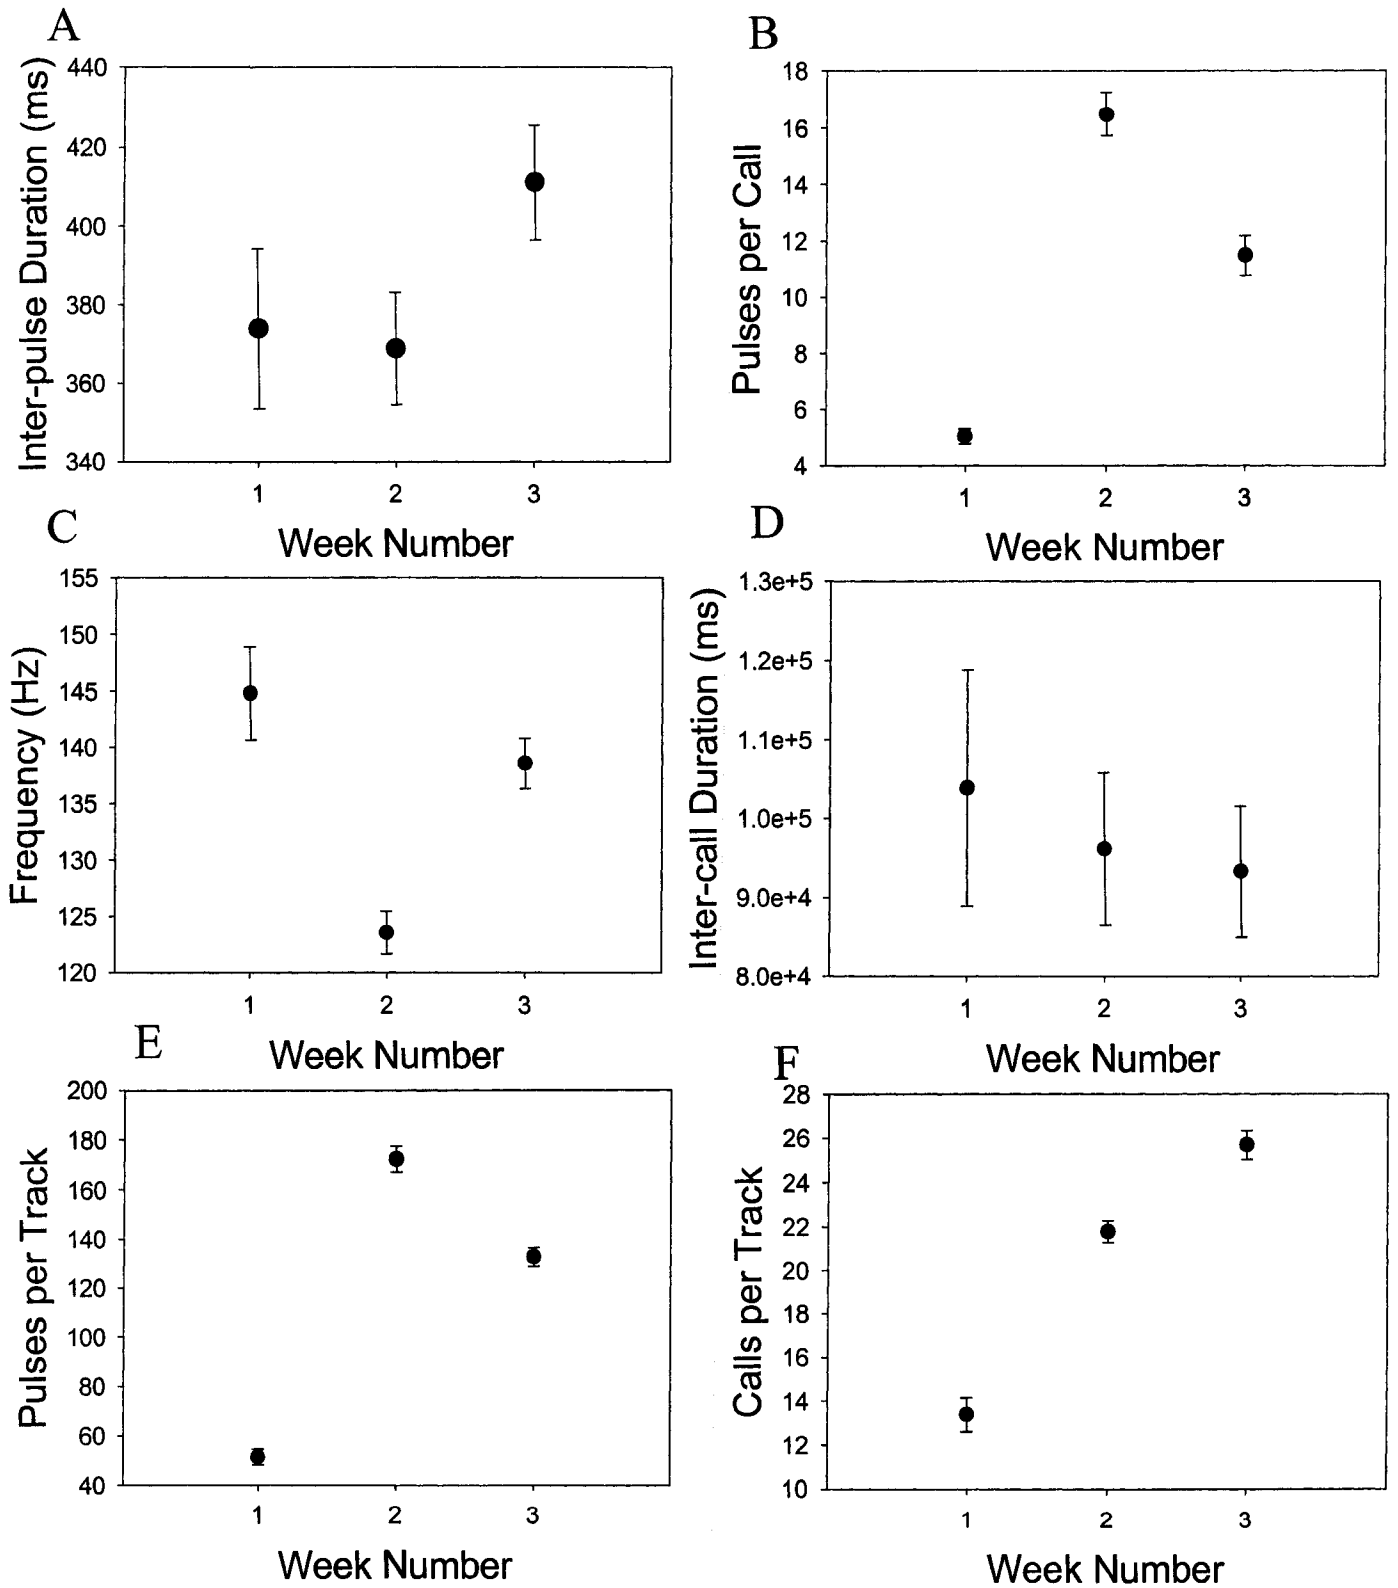 A
Inter-pulse Duration (ms)
440
420
400
380
360
340
1 2 3
Week Number
B
Pulses per Call
18
16
14
12
10
8
6
4
1 2 3
Week Number
C
Frequency (Hz)
155
150
145
140
135
130
125
120
1 2 3
Week Number
D
Inter-call Duration (ms)
1.3e+5
1.2e+5
1.1e+5
1.0e+5
9.0e+4
8.0e+4
1 2 3
Week Number
E
Pulses per Track
200
180
160
140
120
100
80
60
40
1 2 3
Week Number
F
Calls per Track
28
26
24
22
20
18
16
14
12
10
1 2 3
Week Number